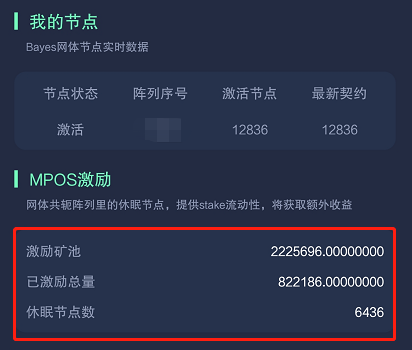 我的节点
Bayes网体节点实时数据
节点状态 阵列序号 激活节点 最新契约
激活 12836 12836
MPOS激励
网体共轭阵列里的休眠节点，提供stake流动性，将获取额外收益
激励矿池 2225696.00000000
已激励总量 822186.00000000
休眠节点数 6436